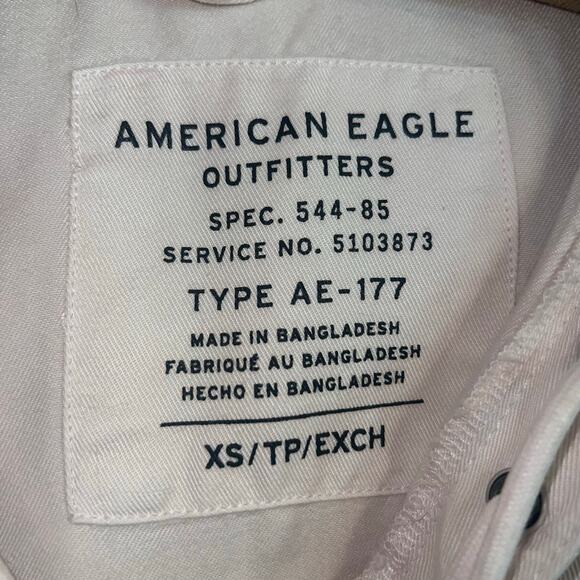 AMERICAN EAGLE
OUTFITTERS
SPEC. 544-85
SERVICE NO. 5103873
TYPE AE-177
MADE IN BANGLADESH
FABRIQUÉ AU BANGLADESH
HECHO EN BANGLADESH
XS/TP/EXCH